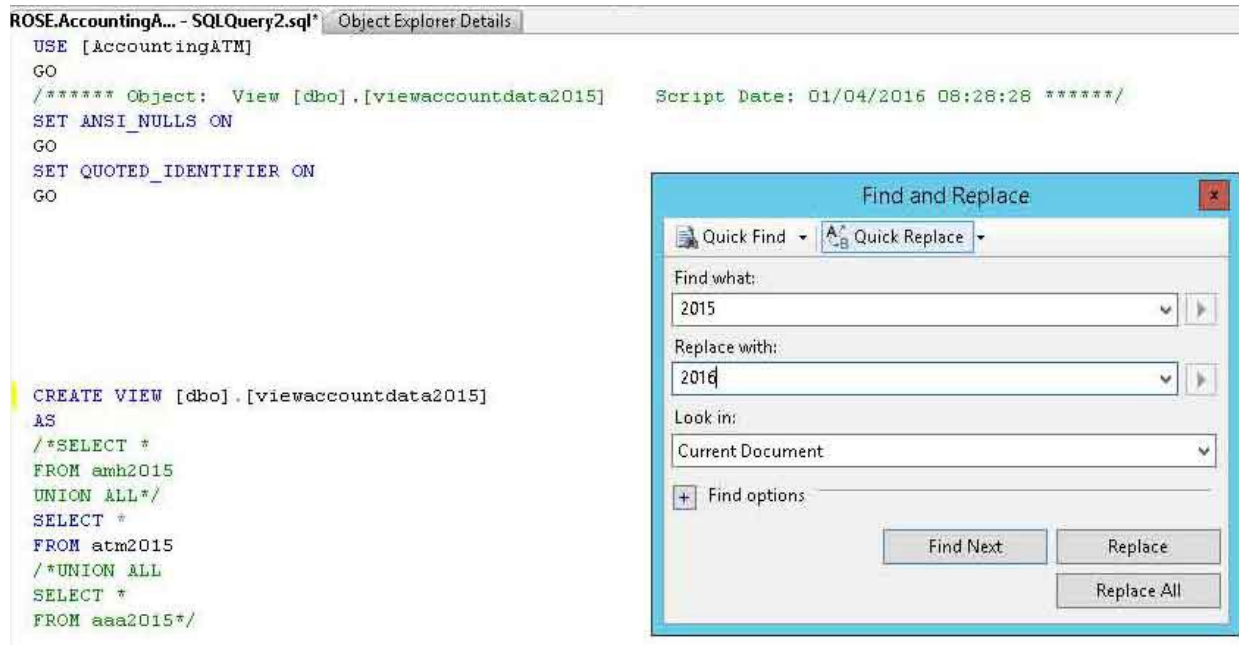 ROSE.AccountingA... - SQLQuery2.sql* Object Explorer Details
USE [AccountingATM]
GO
/****** Object: View [dbo].[viewaccountdata2015] Script Date: 01/04/2016 08:28:28 ******/
SET ANSI_NULLS ON
GO
SET QUOTED_IDENTIFIER ON
GO
CREATE VIEW [dbo].[viewaccountdata2015]
AS
/*SELECT *
FROM amh2015
UNION ALL*/
SELECT *
FROM atm2015
/*UNION ALL
SELECT *
FROM aaa2015*/
Find and Replace
Quick Find Quick Replace
Find what:
2015
Replace with:
2016
Look in:
Current Document
Find options
Find Next Replace
Replace All